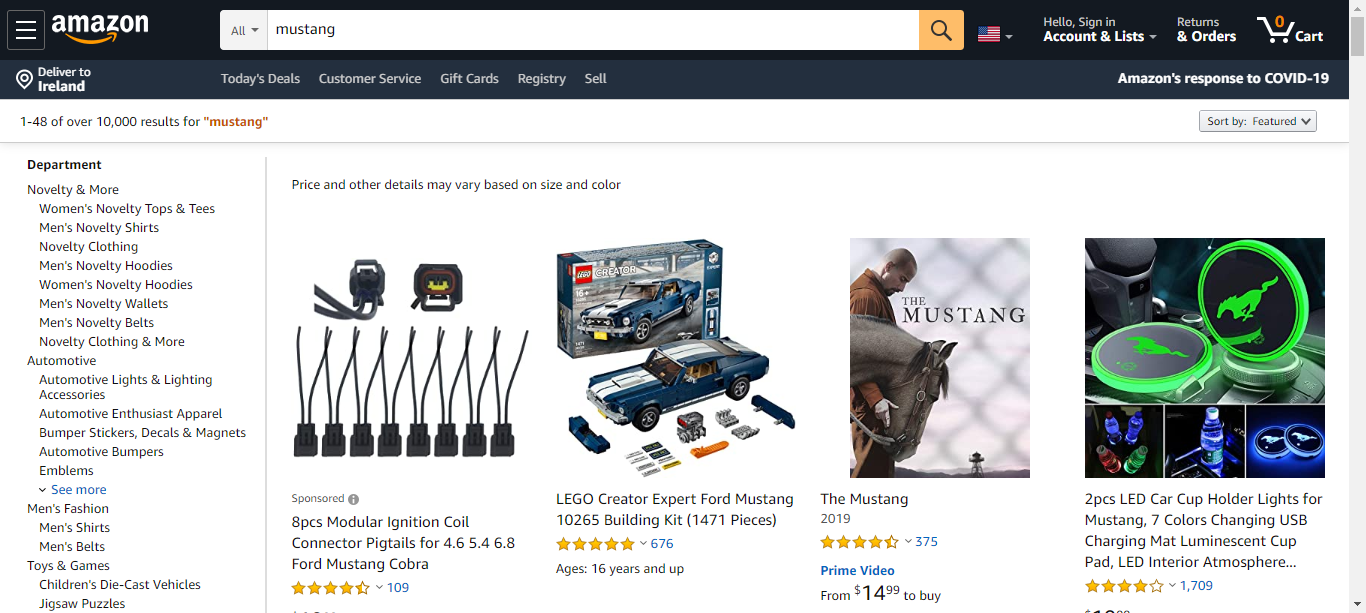 amazon
All
mustang
Hello, Sign in
Account & Lists
Returns
& Orders
0
Cart
Deliver to
Ireland
Today's Deals
Customer Service
Gift Cards
Registry
Sell
Amazon's response to COVID-19
1-48 of over 10,000 results for "mustang"
Sort by: Featured
Department
Novelty & More
Women's Novelty Tops & Tees
Men's Novelty Shirts
Novelty Clothing
Men's Novelty Hoodies
Women's Novelty Hoodies
Men's Novelty Wallets
Men's Novelty Belts
Novelty Clothing & More
Automotive
Automotive Lights & Lighting
Accessories
Automotive Enthusiast Apparel
Bumper Stickers, Decals & Magnets
Automotive Bumpers
Emblems
See more
Men's Fashion
Men's Shirts
Men's Belts
Toys & Games
Children's Die-Cast Vehicles
Jigsaw Puzzles
Price and other details may vary based on size and color
Sponsored
8pcs Modular Ignition Coil
Connector Pigtails for 4.6 5.4 6.8
Ford Mustang Cobra
109
LEGO
CREATOR
16+
LEGO Creator Expert Ford Mustang
10265 Building Kit (1471 Pieces)
676
Ages: 16 years and up
THE
MUSTANG
The Mustang
2019
375
Prime Video
From $14.99 to buy
P
2pcs LED Car Cup Holder Lights for
Mustang, 7 Colors Changing USB
Charging Mat Luminescent Cup
Pad, LED Interior Atmosphere...
1,709